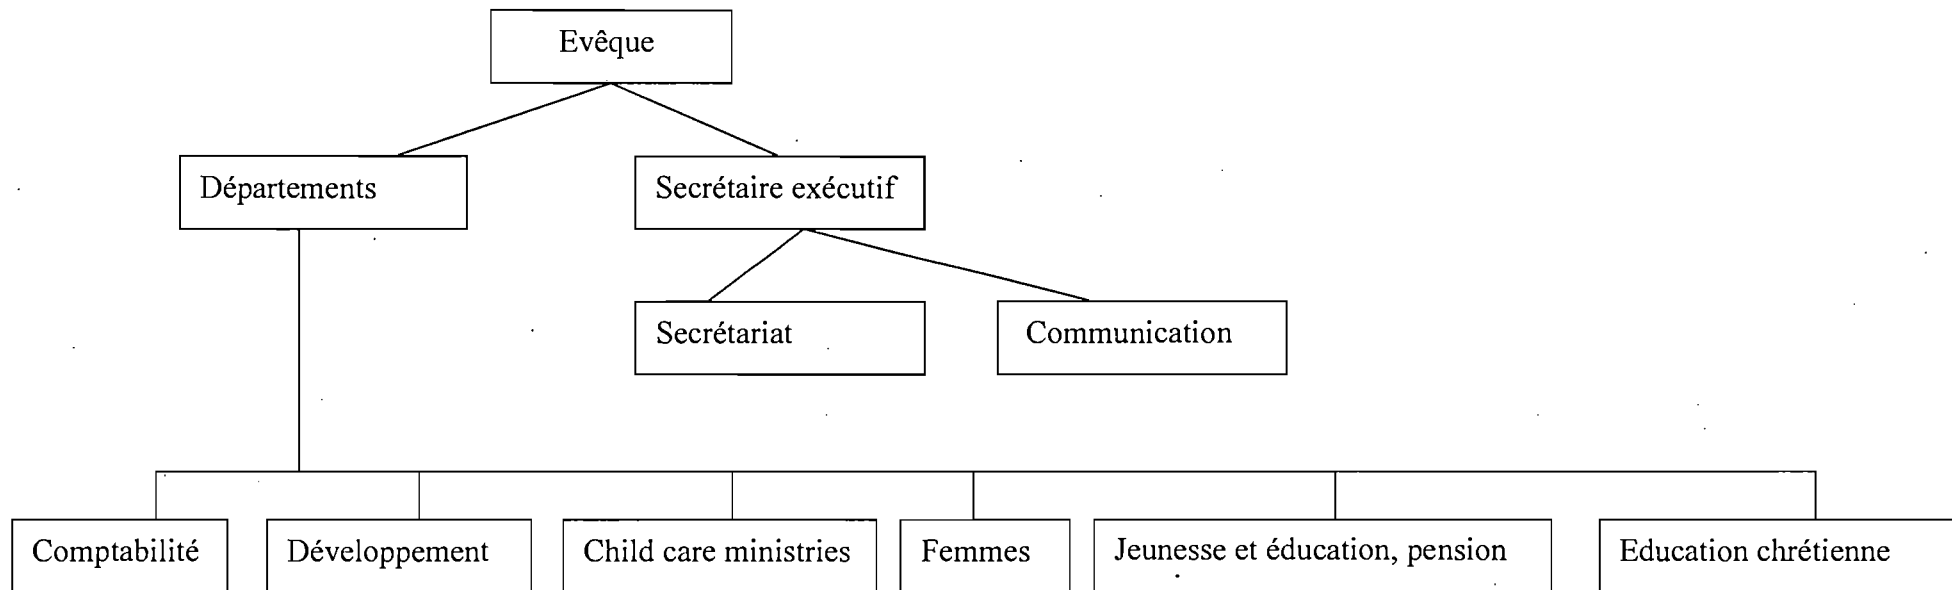 Evêque
Départements
Secrétaire exécutif
Secrétariat
Communication
Comptabilité
Développement
Child care ministries
Femmes
Jeunesse et éducation, pension
Education chrétienne